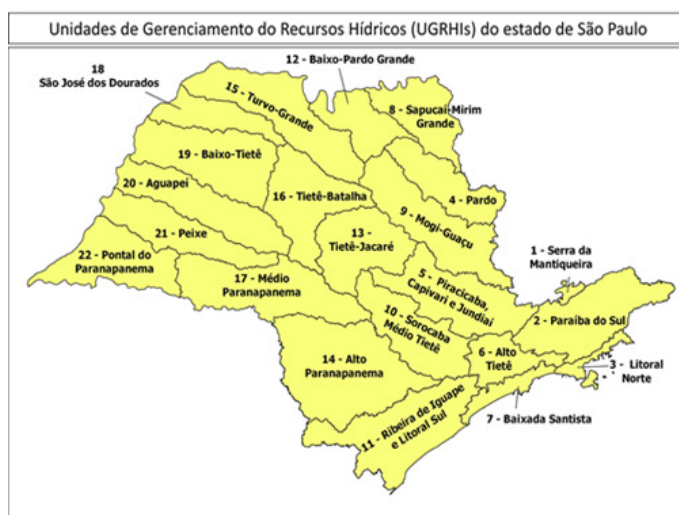 Unidades de Gerenciamento do Recursos Hídricos (UGRHIs) do estado de São Paulo
12 - Baixo-Pardo Grande
18
São José dos Dourados
15 - Turvo-Grande
8 - Sapucai-Mirim
Grande
19 - Baixo-Tietê
20 - Aguapeí
16 - Tietê-Batalha
4 - Pardo
9 - Mogi-Guaçu
21 - Peixe
13 -
Tietê-Jacaré
1 - Serra da
Mantiqueira
22 - Pontal do
Paranapanema
17 - Médio
Paranapanema
5 - Piracicaba,
Capivari e Jundiaí
10 - Sorocaba
Médio Tietê
2 - Paraíba do Sul
14 - Alto
Paranapanema
6 - Alto
Tietê
3 - Litoral
Norte
11 - Ribeira de Iguape
e Litoral Sul
7 - Baixada Santista